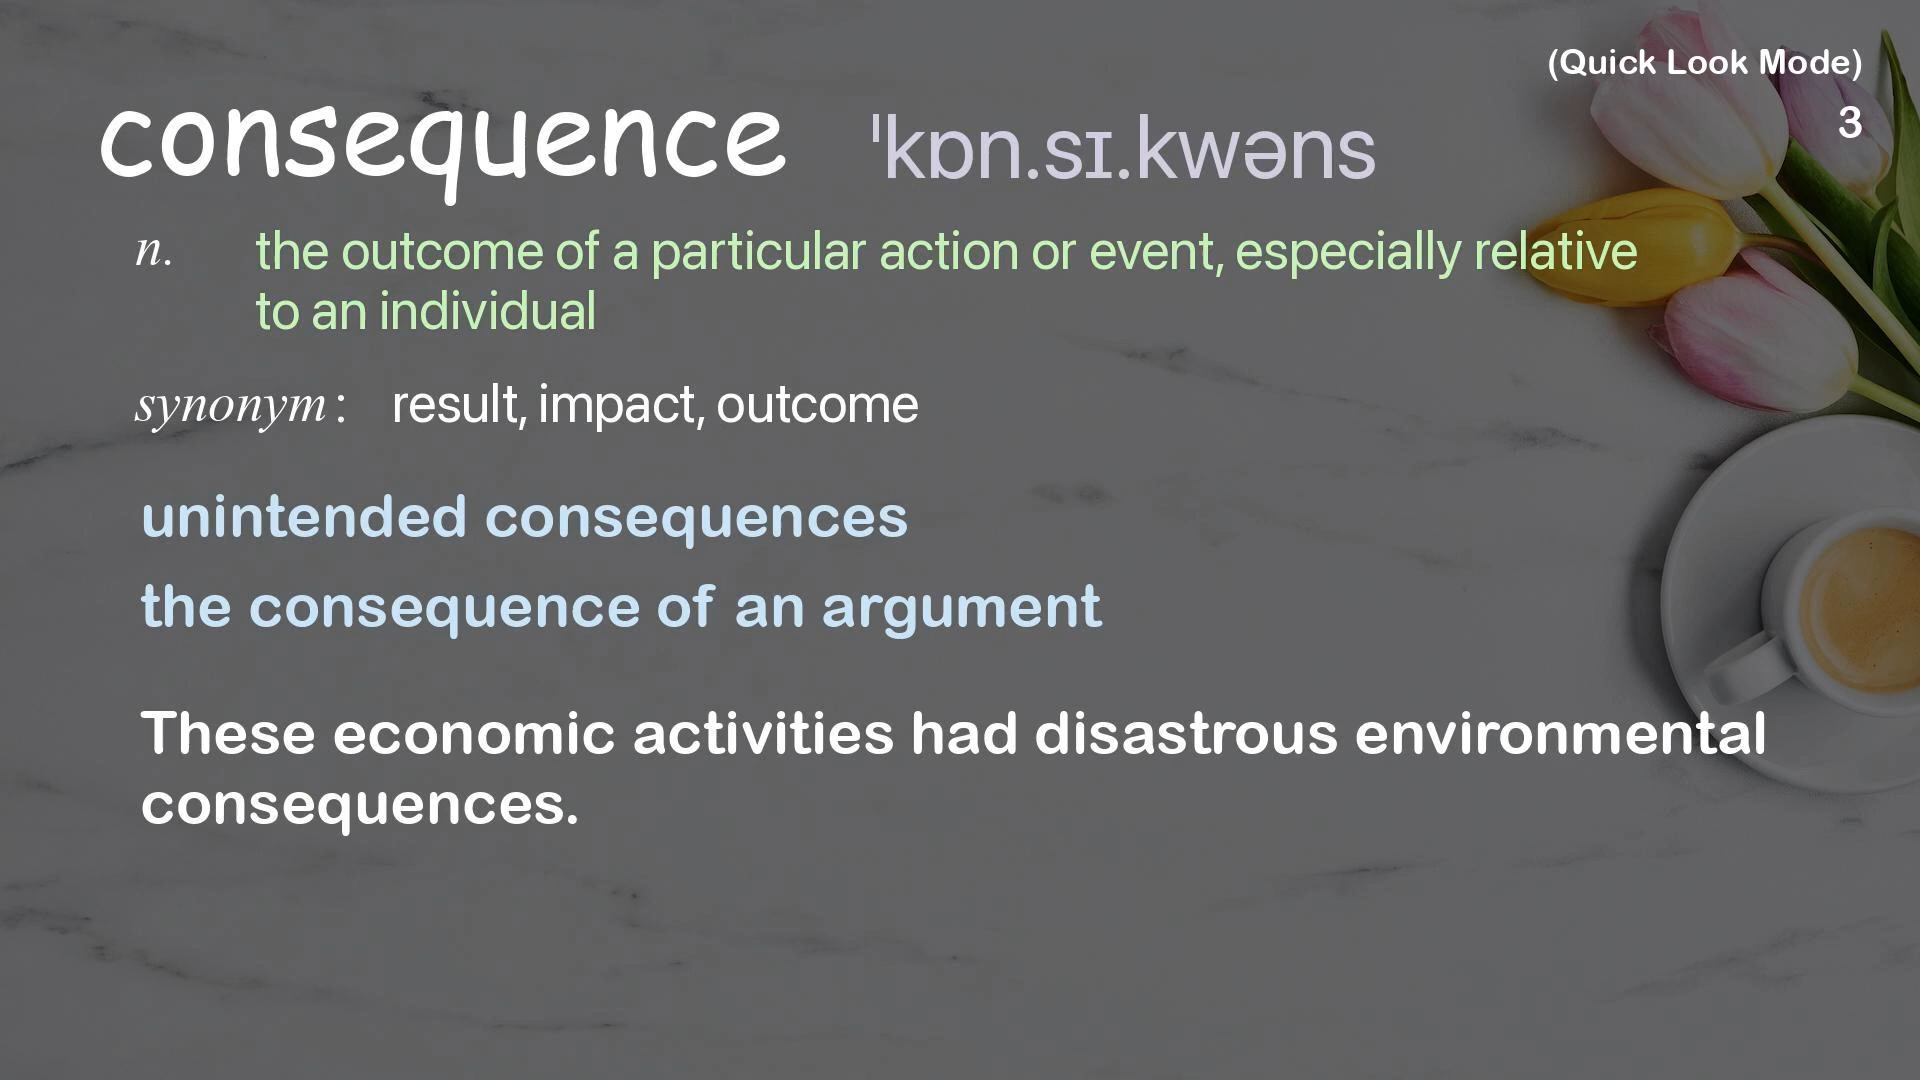 (Quick Look Mode)
consequence ˈkɒn.sɪ.kwəns
3
n. the outcome of a particular action or event, especially relative
to an individual
synonym: result, impact, outcome
unintended consequences
the consequence of an argument
These economic activities had disastrous environmental
consequences.